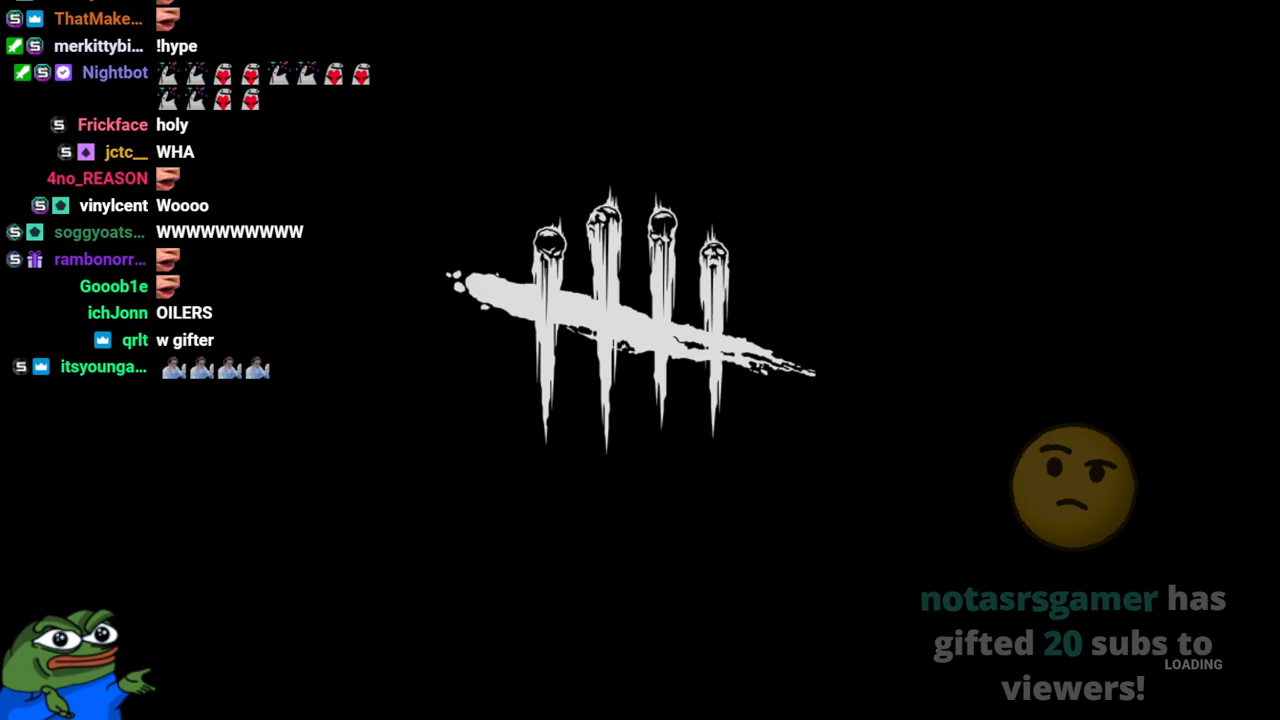 ThatMake...
merkittybi... !hype
Nightbot
Frickface holy
jctc__ WHA
4no_REASON
vinylcent Woooo
soggyoats... WWWWWWWWWW
rambonorr...
Gooob1e
ichJonn OILERS
qrlt w gifter
itsyounga...
notasrsgamer has
gifted 20 subs to
LOADING
viewers!